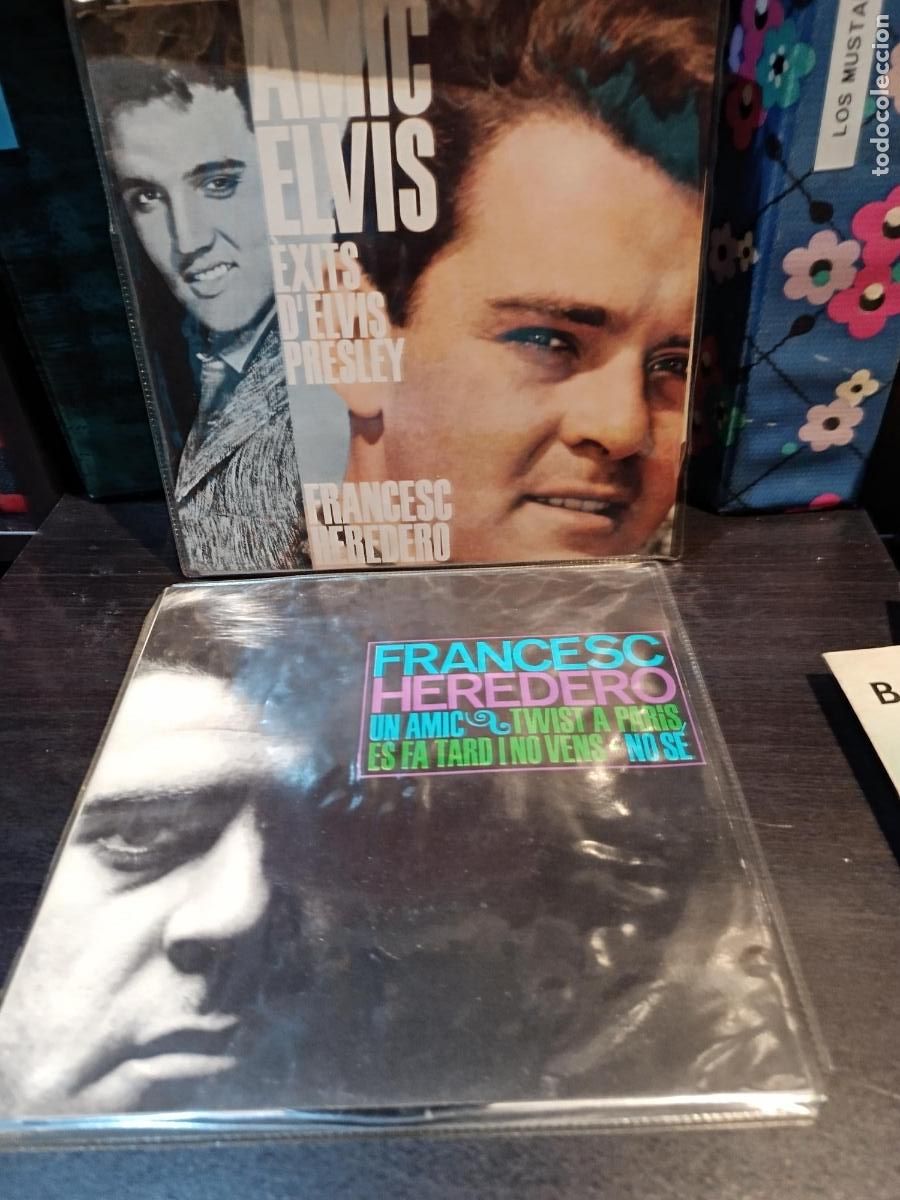 AMIC
ELVIS
ÈXITS
D'ELVIS
PRESLEY
FRANCESC
HEREDERO
FRANCESC
HEREDERO
UN AMIC TWIST A PARIS
ES FA TARD I NO VENS NO SÉ
LOS MUSTA
todocoleccion
B